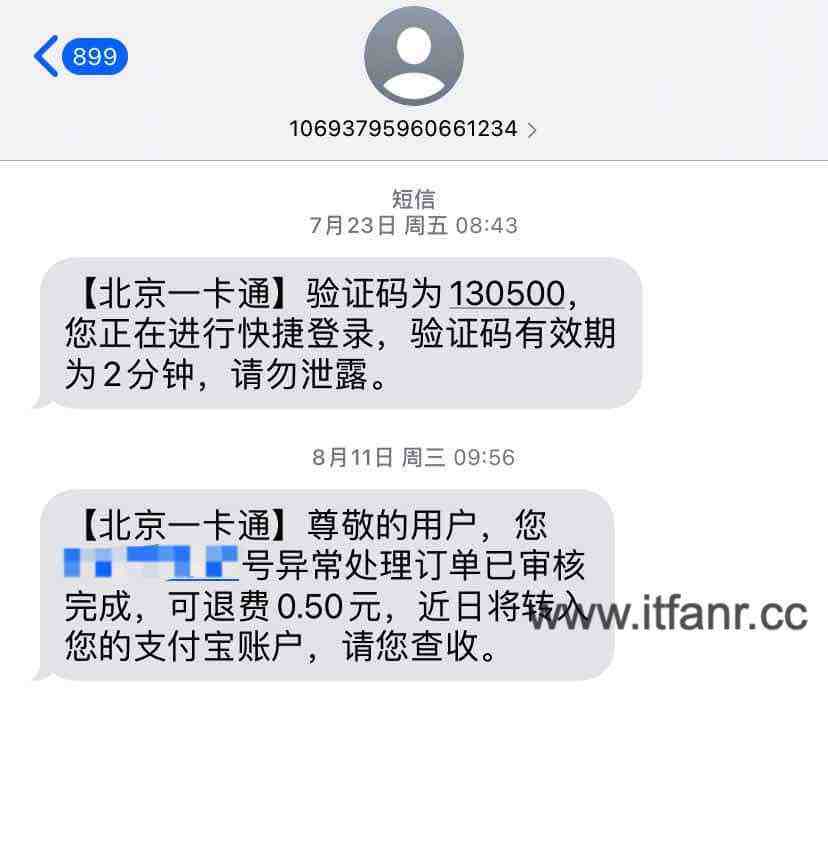 899
10693795960661234
短信
7月23日 周五 08:43
【北京一卡通】验证码为130500，
您正在进行快捷登录，验证码有效期
为2分钟，请勿泄露。
8月11日 周三 09:56
【北京一卡通】尊敬的用户，您
号异常处理订单已审核
完成，可退费0.50元，近日将转入
www.itfanr.cc
您的支付宝账户，请您查收。